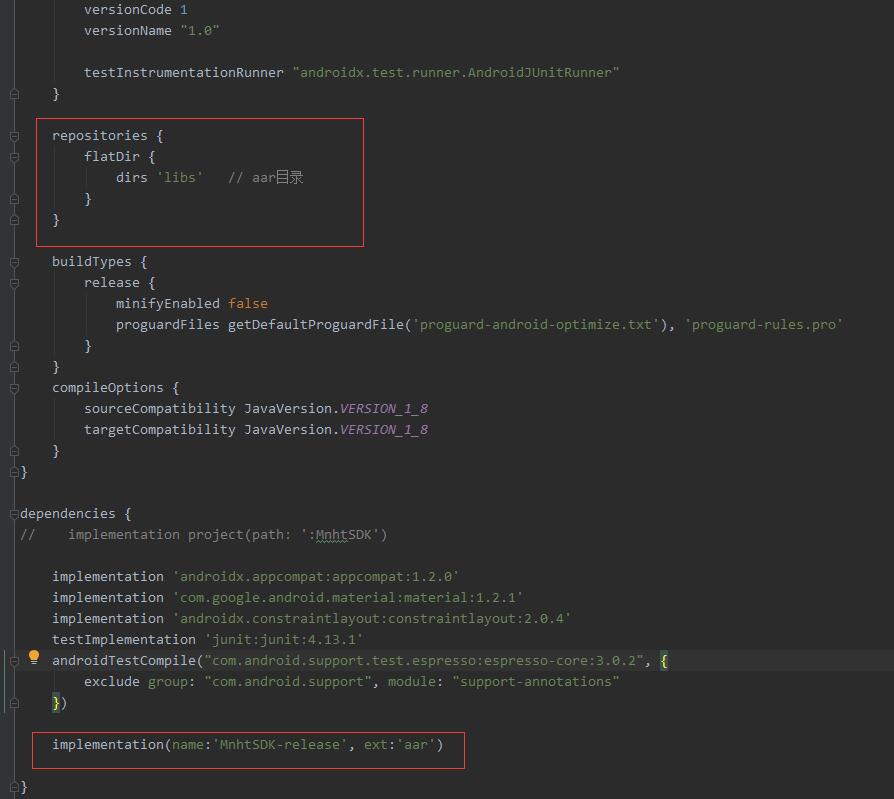 versionCode 1
versionName "1.0"
testInstrumentationRunner "androidx.test.runner.AndroidJUnitRunner"
}
repositories {
flatDir {
dirs 'libs'   // aar目录
}
}
buildTypes {
release {
minifyEnabled false
proguardFiles getDefaultProguardFile('proguard-android-optimize.txt'), 'proguard-rules.pro'
}
}
compileOptions {
sourceCompatibility JavaVersion.VERSION_1_8
targetCompatibility JavaVersion.VERSION_1_8
}
}
dependencies {
//    implementation project(path: ':MnhtSDK')
implementation 'androidx.appcompat:appcompat:1.2.0'
implementation 'com.google.android.material:material:1.2.1'
implementation 'androidx.constraintlayout:constraintlayout:2.0.4'
testImplementation 'junit:junit:4.13.1'
androidTestCompile("com.android.support.test.espresso:espresso-core:3.0.2", {
exclude group: "com.android.support", module: "support-annotations"
})
implementation(name:'MnhtSDK-release', ext:'aar')
}